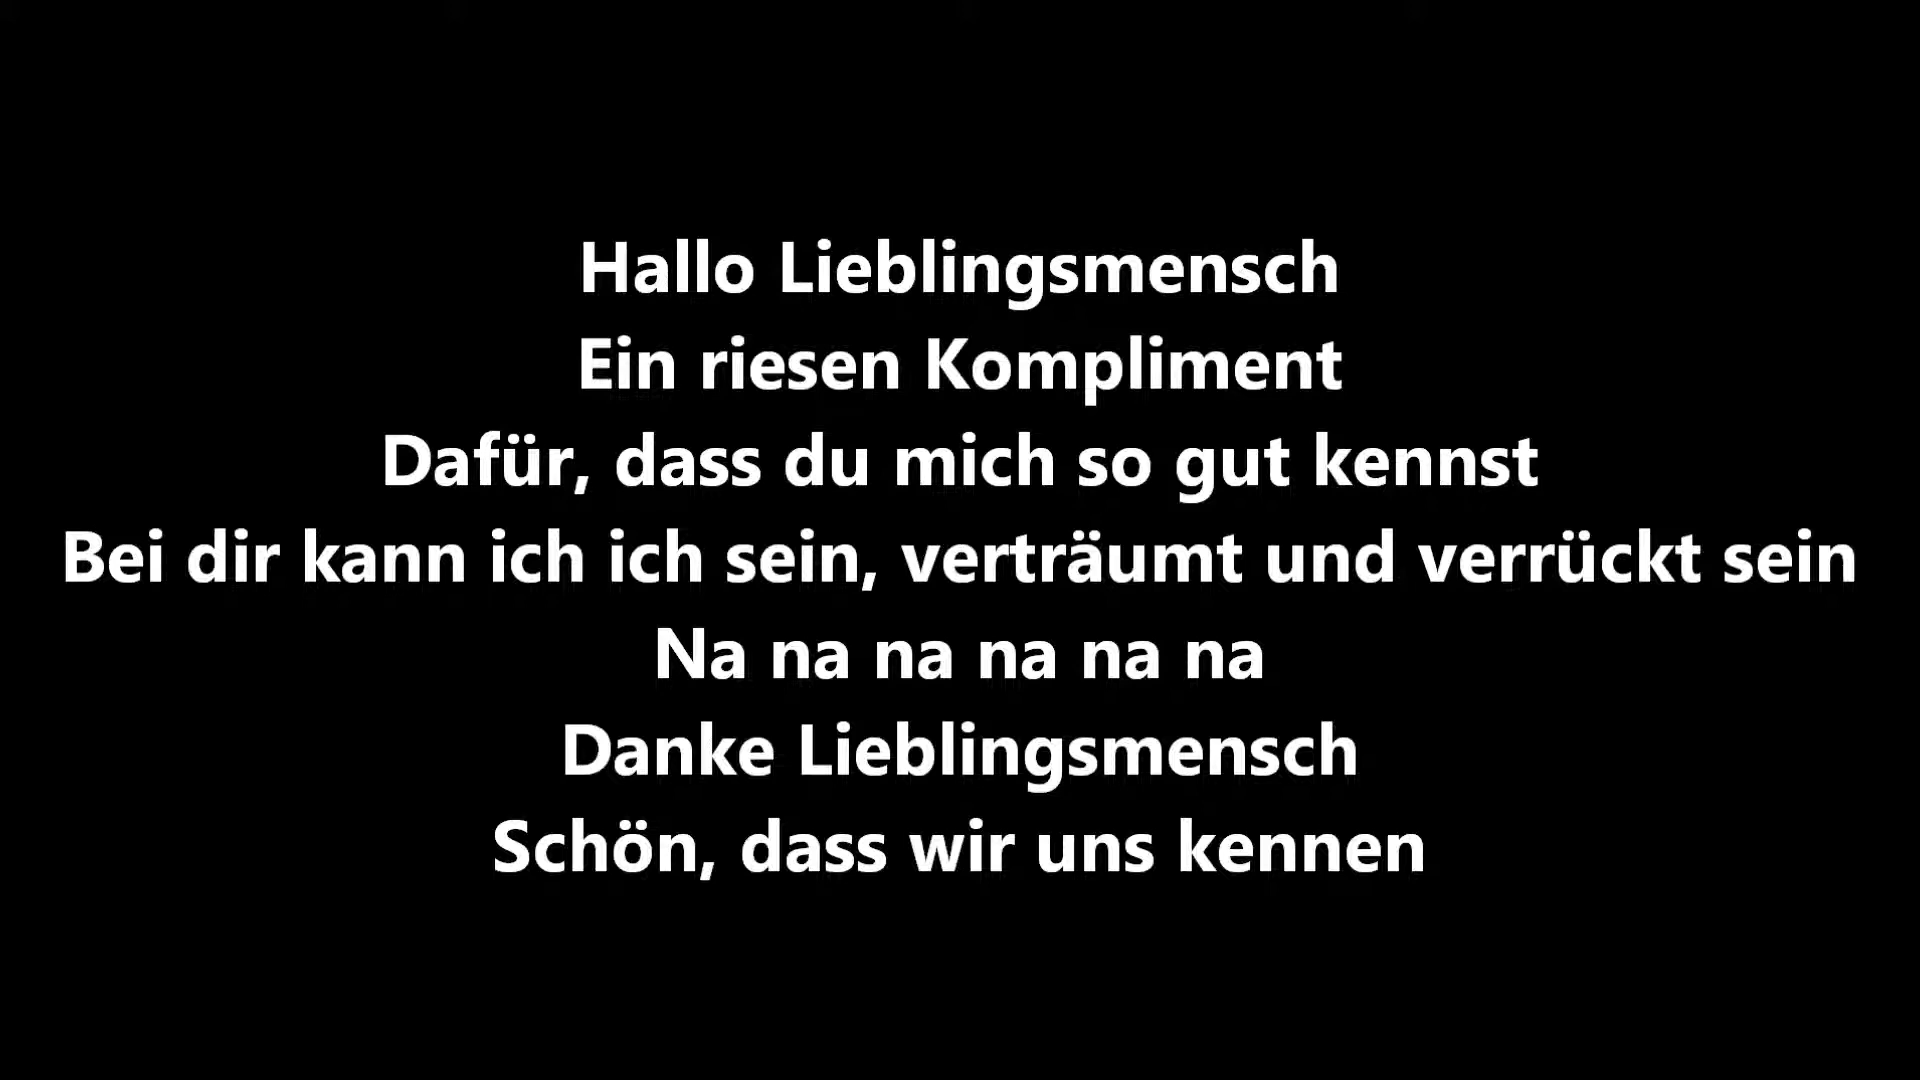 Hallo Lieblingsmensch
Ein riesen Kompliment
Dafür, dass du mich so gut kennst
Bei dir kann ich ich sein, verträumt und verrückt sein
Na na na na na na
Danke Lieblingsmensch
Schön, dass wir uns kennen